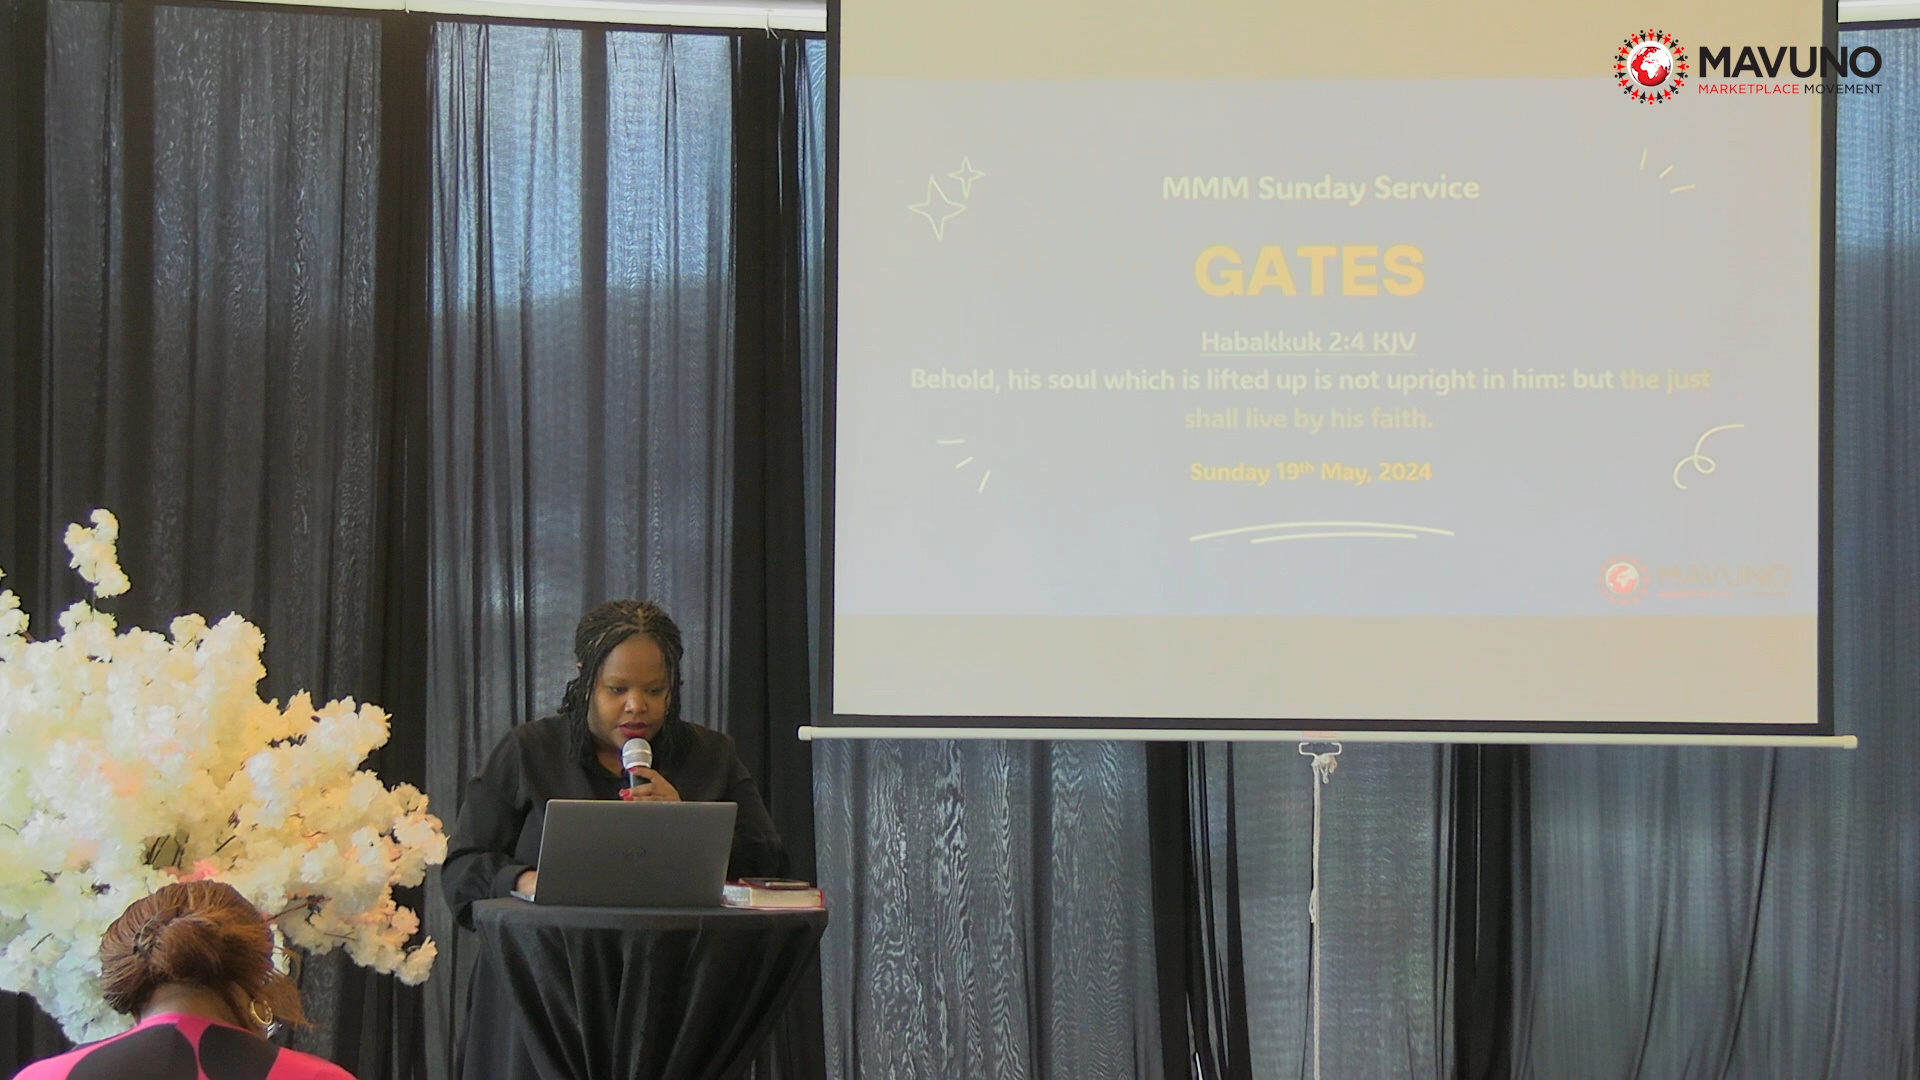 MAVUNO
MARKETPLACE MOVEMENT
MMM Sunday Service
GATES
Habakkuk 2:4 KJV
Behold, his soul which is lifted up is not upright in him: but the just
shall live by his faith.
Sunday 19th May, 2024
MAVUNO